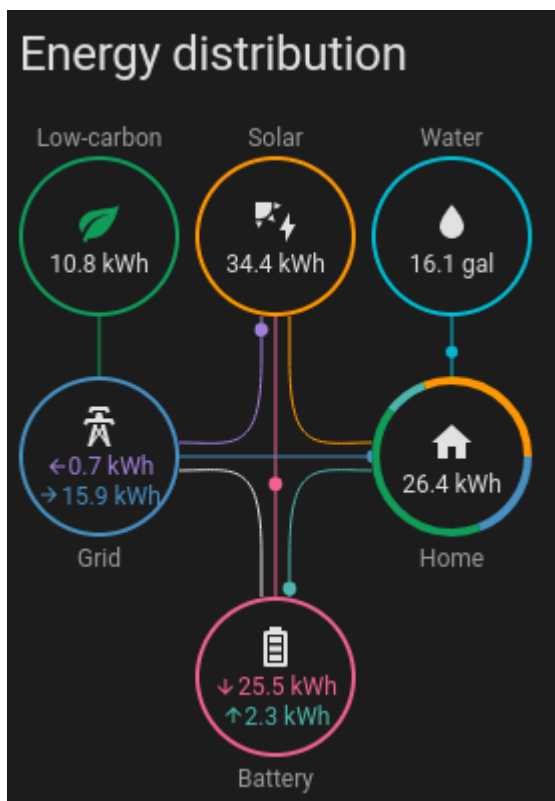 Energy distribution
Low-carbon
Solar
Water
10.8 kWh
34.4 kWh
16.1 gal
←0.7 kWh
→15.9 kWh
26.4 kWh
Grid
Home
↓25.5 kWh
↑2.3 kWh
Battery